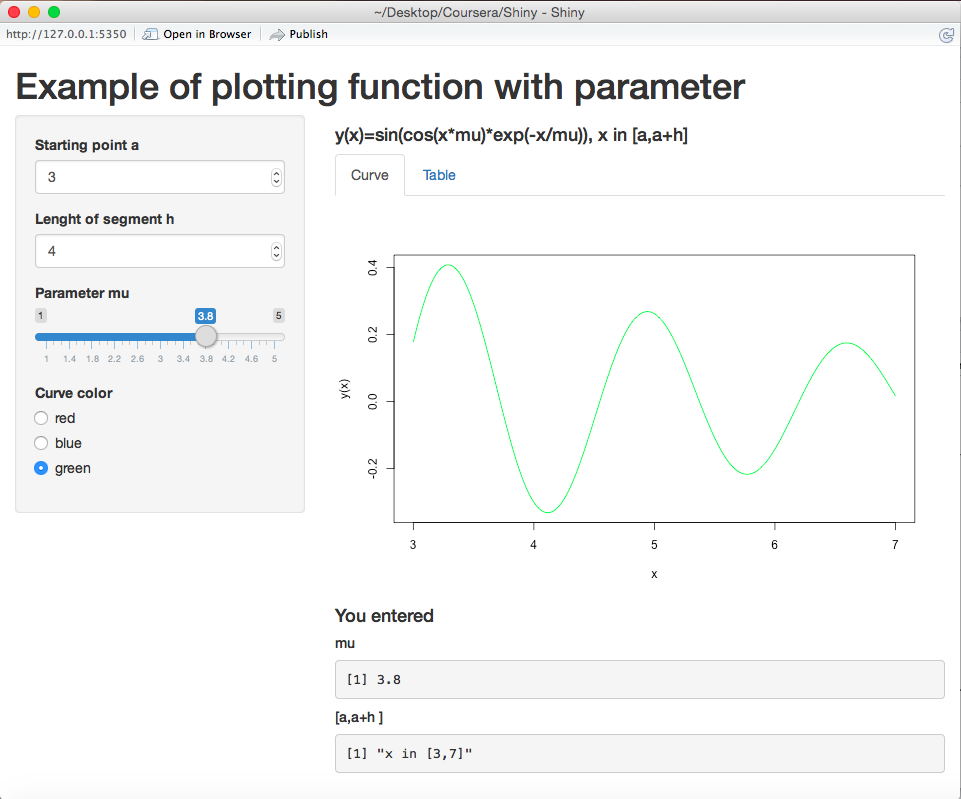 ~/Desktop/Coursera/Shiny - Shiny
http://127.0.0.1:5350 Open in Browser Publish
Example of plotting function with parameter
Starting point a
3
Lenght of segment h
4
Parameter mu
1 3.8 5
1 1.4 1.8 2.2 2.6 3 3.4 3.8 4.2 4.6 5
Curve color
red
blue
green
y(x)=sin(cos(x*mu)*exp(-x/mu)), x in [a,a+h]
Curve Table
y(x)
0.4
0.2
0.0
-0.2
3 4 5 6 7
x
You entered
mu
[1] 3.8
[a,a+h ]
[1] "x in [3,7]"